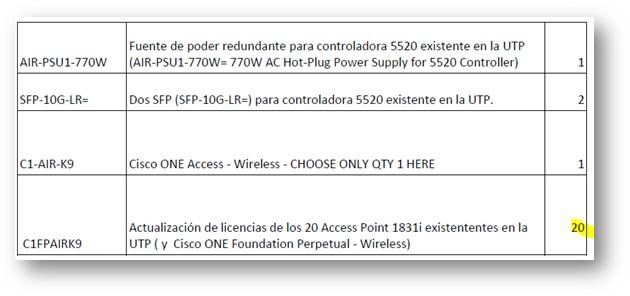 Fuente de poder redundante para controladora 5520 existente en la UTP
AIR-PSU1-770W (AIR-PSU1-770W= 770W AC Hot-Plug Power Supply for 5520 Controller) 1
SFP-10G-LR= Dos SFP (SFP-10G-LR=) para controladora 5520 existente en la UTP. 2
C1-AIR-K9 Cisco ONE Access - Wireless - CHOOSE ONLY QTY 1 HERE 1
Actualización de licencias de los 20 Access Point 1831i existententes en la 20
C1FPAIRK9 UTP ( y Cisco ONE Foundation Perpetual - Wireless)